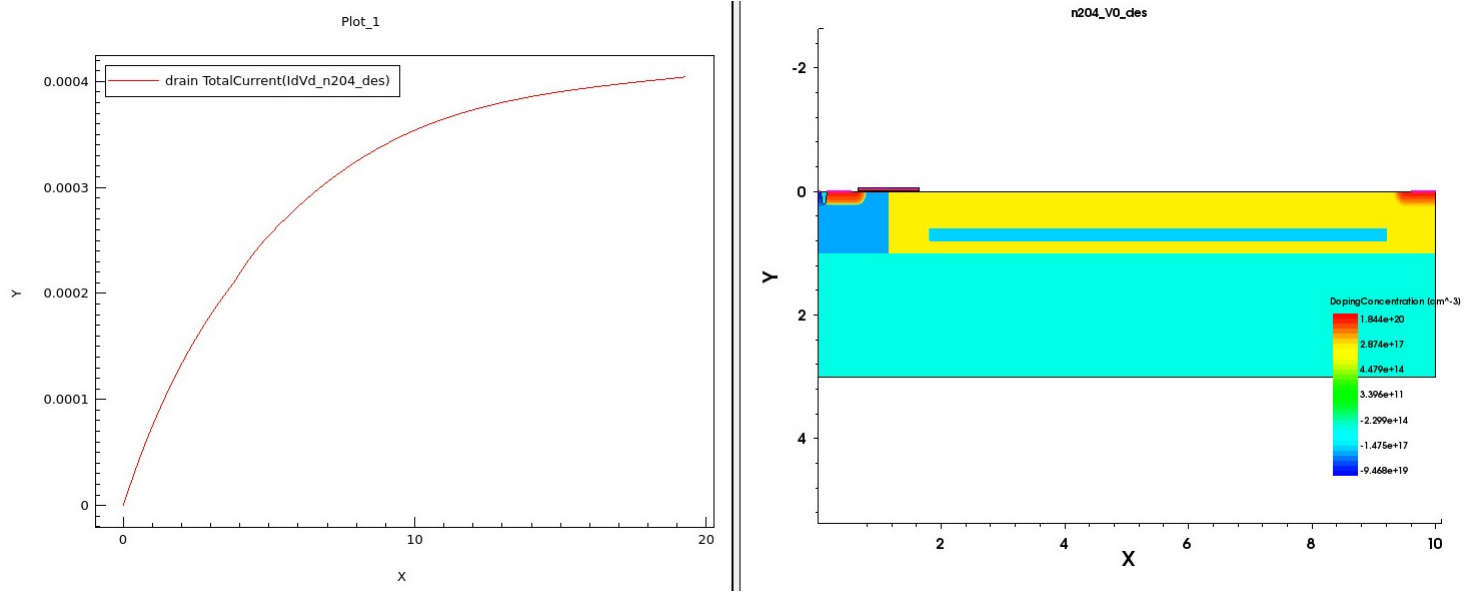 Plot_1
drain TotalCurrent(IdVd_n204_des)
0.0004
0.0003
0.0002
0.0001
0
Y
0
10
20
X
n204_V0_des
-2
0
2
4
Y
DopingConcentration (cm^-3)
1.844e+20
2.874e+17
4.479e+14
3.396e+11
-2.299e+14
-1.475e+17
-9.468e+19
2
4
6
8
10
X